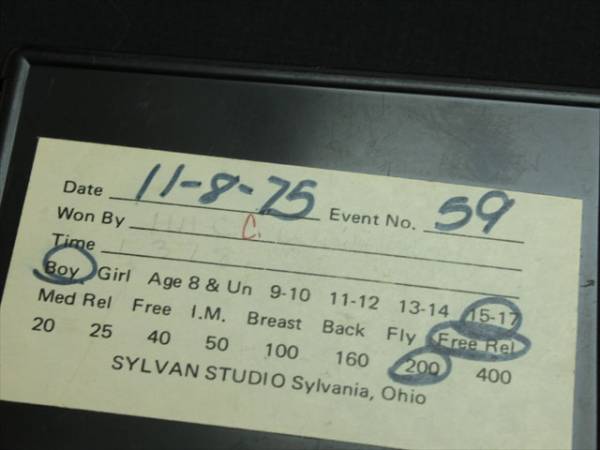 Date 11-8-75 Event No. 59
Won By C.
Time
Boy Girl Age 8 & Un 9-10 11-12 13-14 15-17
Med Rel Free I.M. Breast Back Fly Free Rel
20 25 40 50 100 160 200 400
SYLVAN STUDIO Sylvania, Ohio